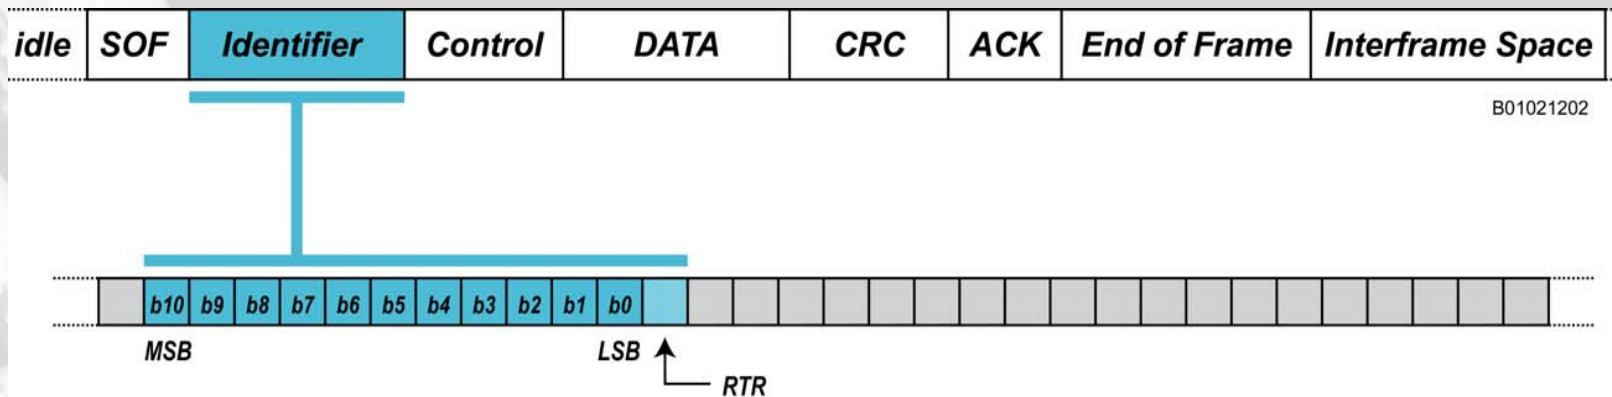 idle SOF Identifier Control DATA CRC ACK End of Frame Interframe Space
B01021202
b10 b9 b8 b7 b6 b5 b4 b3 b2 b1 b0
MSB LSB
RTR